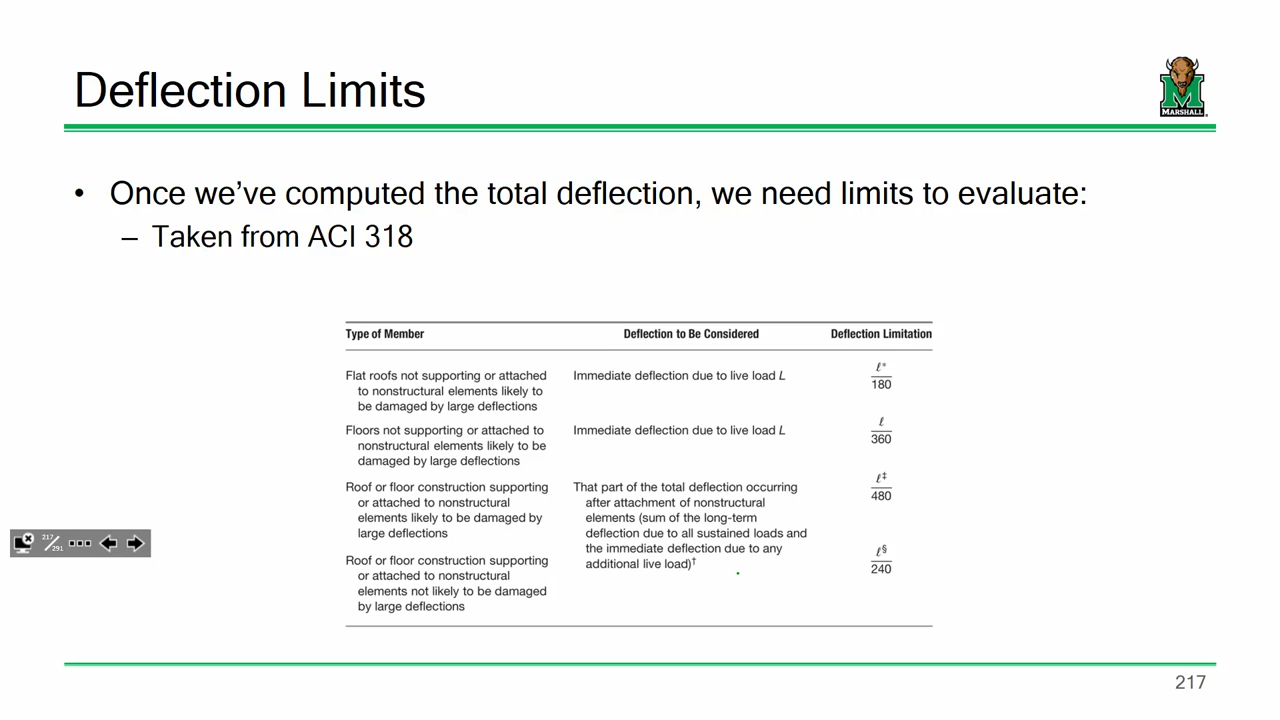 Deflection Limits
MARSHALL
• Once we've computed the total deflection, we need limits to evaluate:
– Taken from ACI 318
Type of Member Deflection to Be Considered Deflection Limitation
Flat roofs not supporting or attached
to nonstructural elements likely to
be damaged by large deflections
Immediate deflection due to live load L
ℓ*
180
Floors not supporting or attached to
nonstructural elements likely to be
damaged by large deflections
Immediate deflection due to live load L
ℓ
360
Roof or floor construction supporting
or attached to nonstructural
elements likely to be damaged by
large deflections
That part of the total deflection occurring
after attachment of nonstructural
elements (sum of the long-term
deflection due to all sustained loads and
the immediate deflection due to any
additional live load)†
ℓ‡
480
Roof or floor construction supporting
or attached to nonstructural
elements not likely to be damaged
by large deflections
ℓ§
240
217/291
217